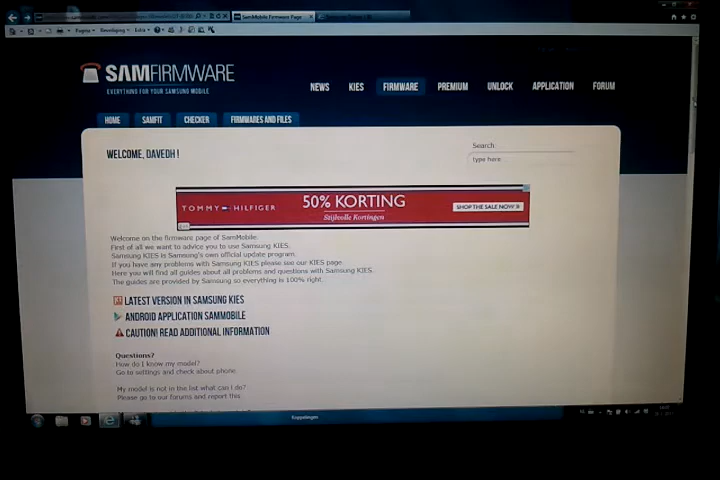 SamMobile Firmware Page
Pagina
Beveiliging
Extra
SAMFIRMWARE
EVERYTHING FOR YOUR SAMSUNG MOBILE
NEWS KIES FIRMWARE PREMIUM UNLOCK APPLICATION FORUM
HOME SAMFIT CHECKER FIRMWARES AND FILES
WELCOME, DAVEDH !
Search
type here
TOMMY HILFIGER
50% KORTING
Stijlvolle Kortingen
SHOP THE SALE NOW
Welcome on the firmware page of SamMobile.
First of all we want to advice you to use Samsung KIES.
Samsung KIES is Samsung's own official update program.
If you have any problems with Samsung KIES please see our KIES page.
Here you will find all guides about all problems and questions with Samsung KIES.
The guides are provided by Samsung so everything is 100% right.
LATEST VERSION IN SAMSUNG KIES
ANDROID APPLICATION SAMMOBILE
CAUTION! READ ADDITIONAL INFORMATION
Questions?
How do I know my model?
Go to settings and check about phone
My model is not in the list what can I do?
Please go to our forums and report this
Koppelingen